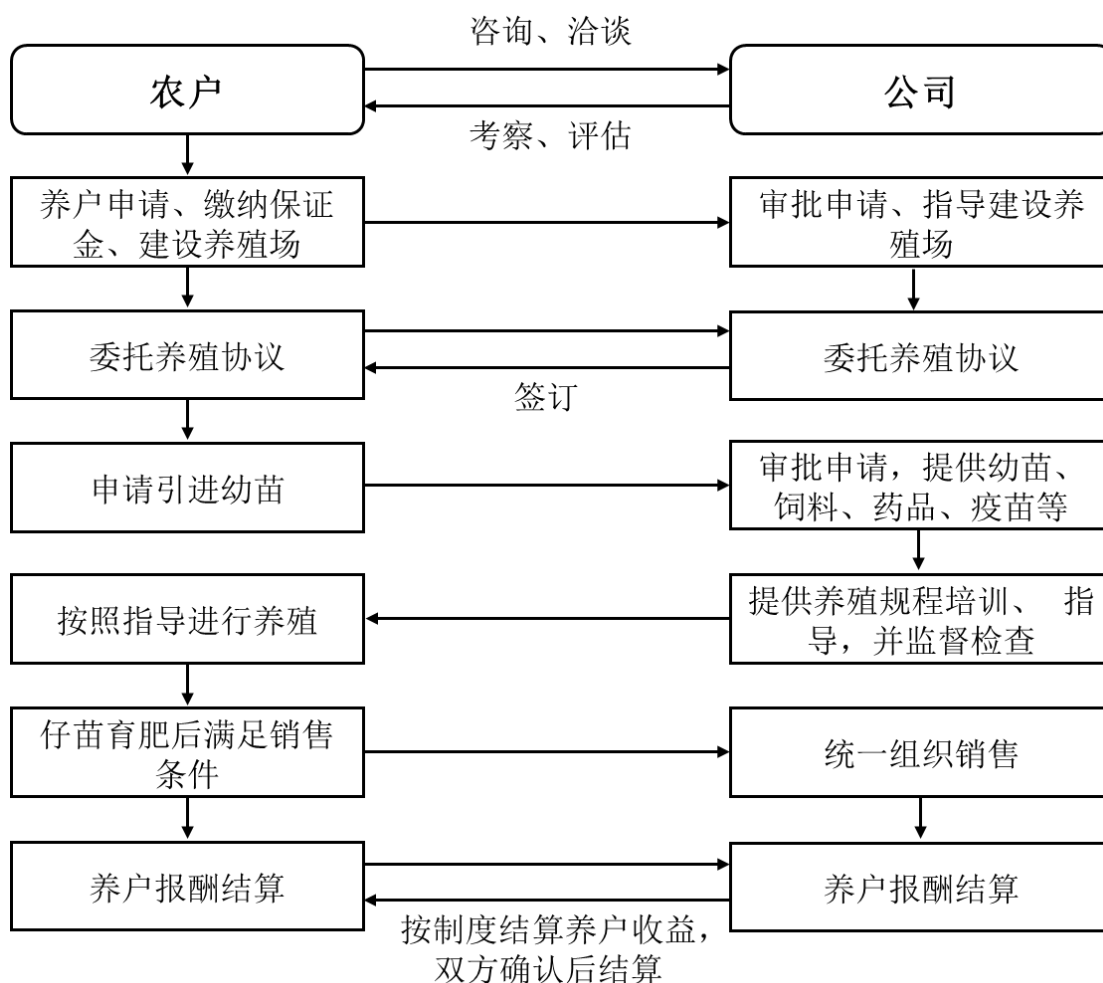 咨询、洽谈
农户
公司
考察、评估
养户申请、缴纳保证
金、建设养殖场
审批申请、指导建设养
殖场
委托养殖协议
委托养殖协议
签订
申请引进幼苗
审批申请，提供幼苗、
饲料、药品、疫苗等
按照指导进行养殖
提供养殖规程培训、 指
导，并监督检查
仔苗育肥后满足销售
条件
统一组织销售
养户报酬结算
养户报酬结算
按制度结算养户收益，
双方确认后结算